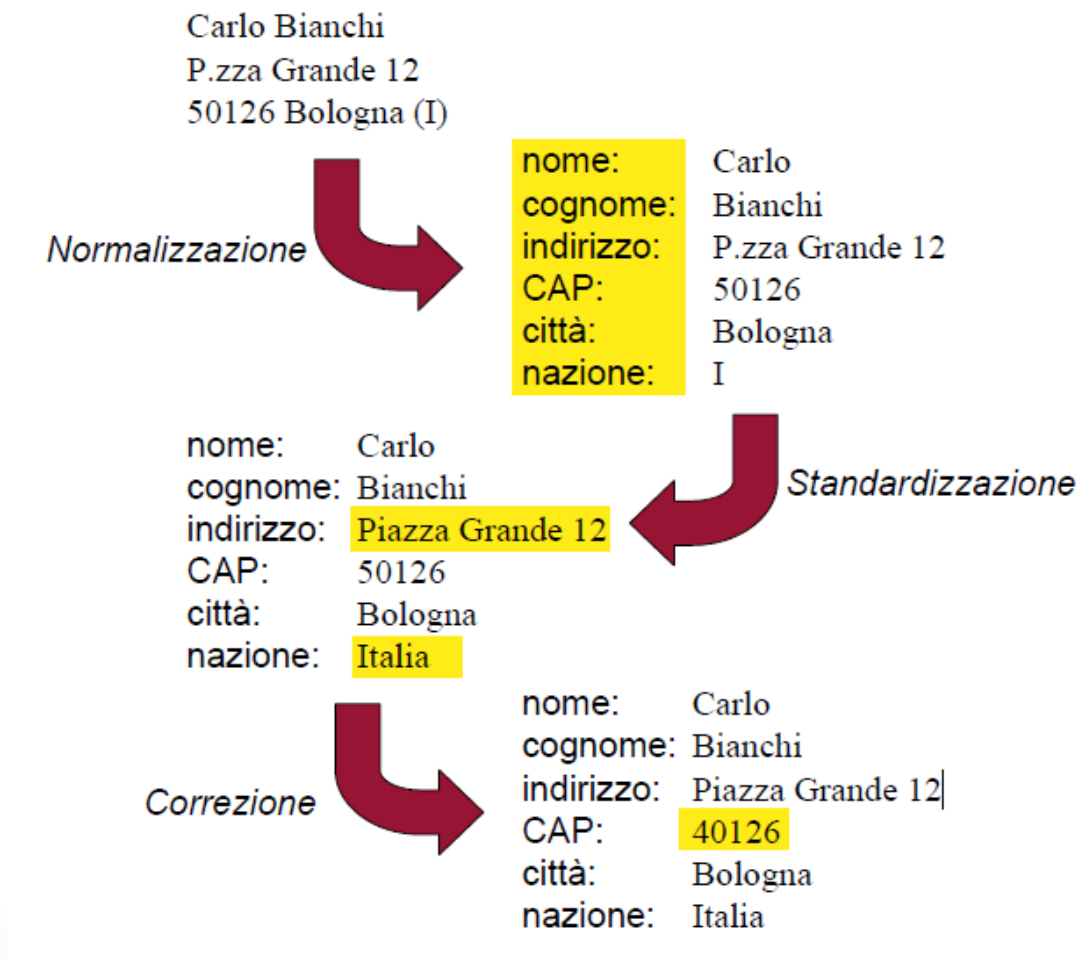 Carlo Bianchi
P.zza Grande 12
50126 Bologna (I)
Normalizzazione
nome: Carlo
cognome: Bianchi
indirizzo: P.zza Grande 12
CAP: 50126
città: Bologna
nazione: I
Standardizzazione
nome: Carlo
cognome: Bianchi
indirizzo: Piazza Grande 12
CAP: 50126
città: Bologna
nazione: Italia
Correzione
nome: Carlo
cognome: Bianchi
indirizzo: Piazza Grande 12
CAP: 40126
città: Bologna
nazione: Italia